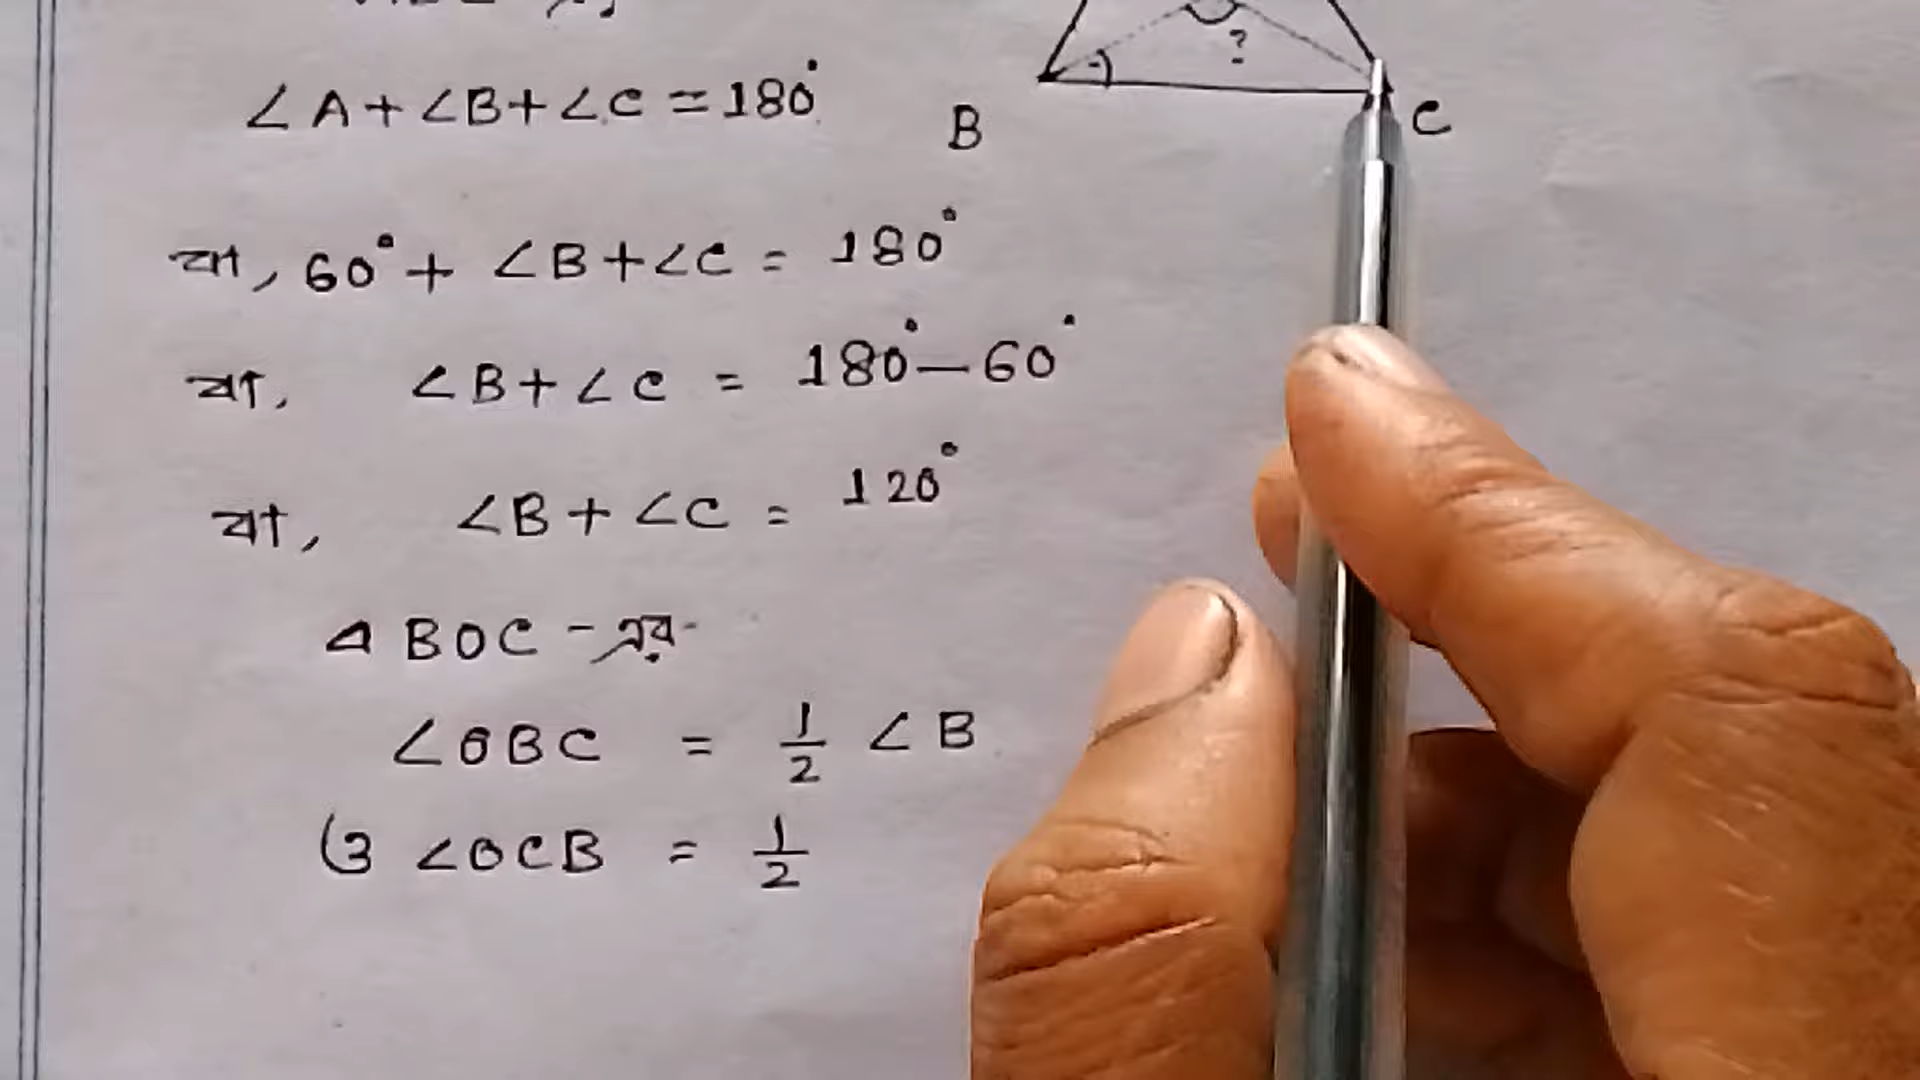 ∠A+∠B+∠C=180°
বা, 60°+ ∠B+∠C = 180°
বা, ∠B+∠C = 180°-60°
বা, ∠B+∠C = 120°
△ BOC -এর
∠OBC = 1/2 ∠B
ও ∠OCB = 1/2
?
B
C